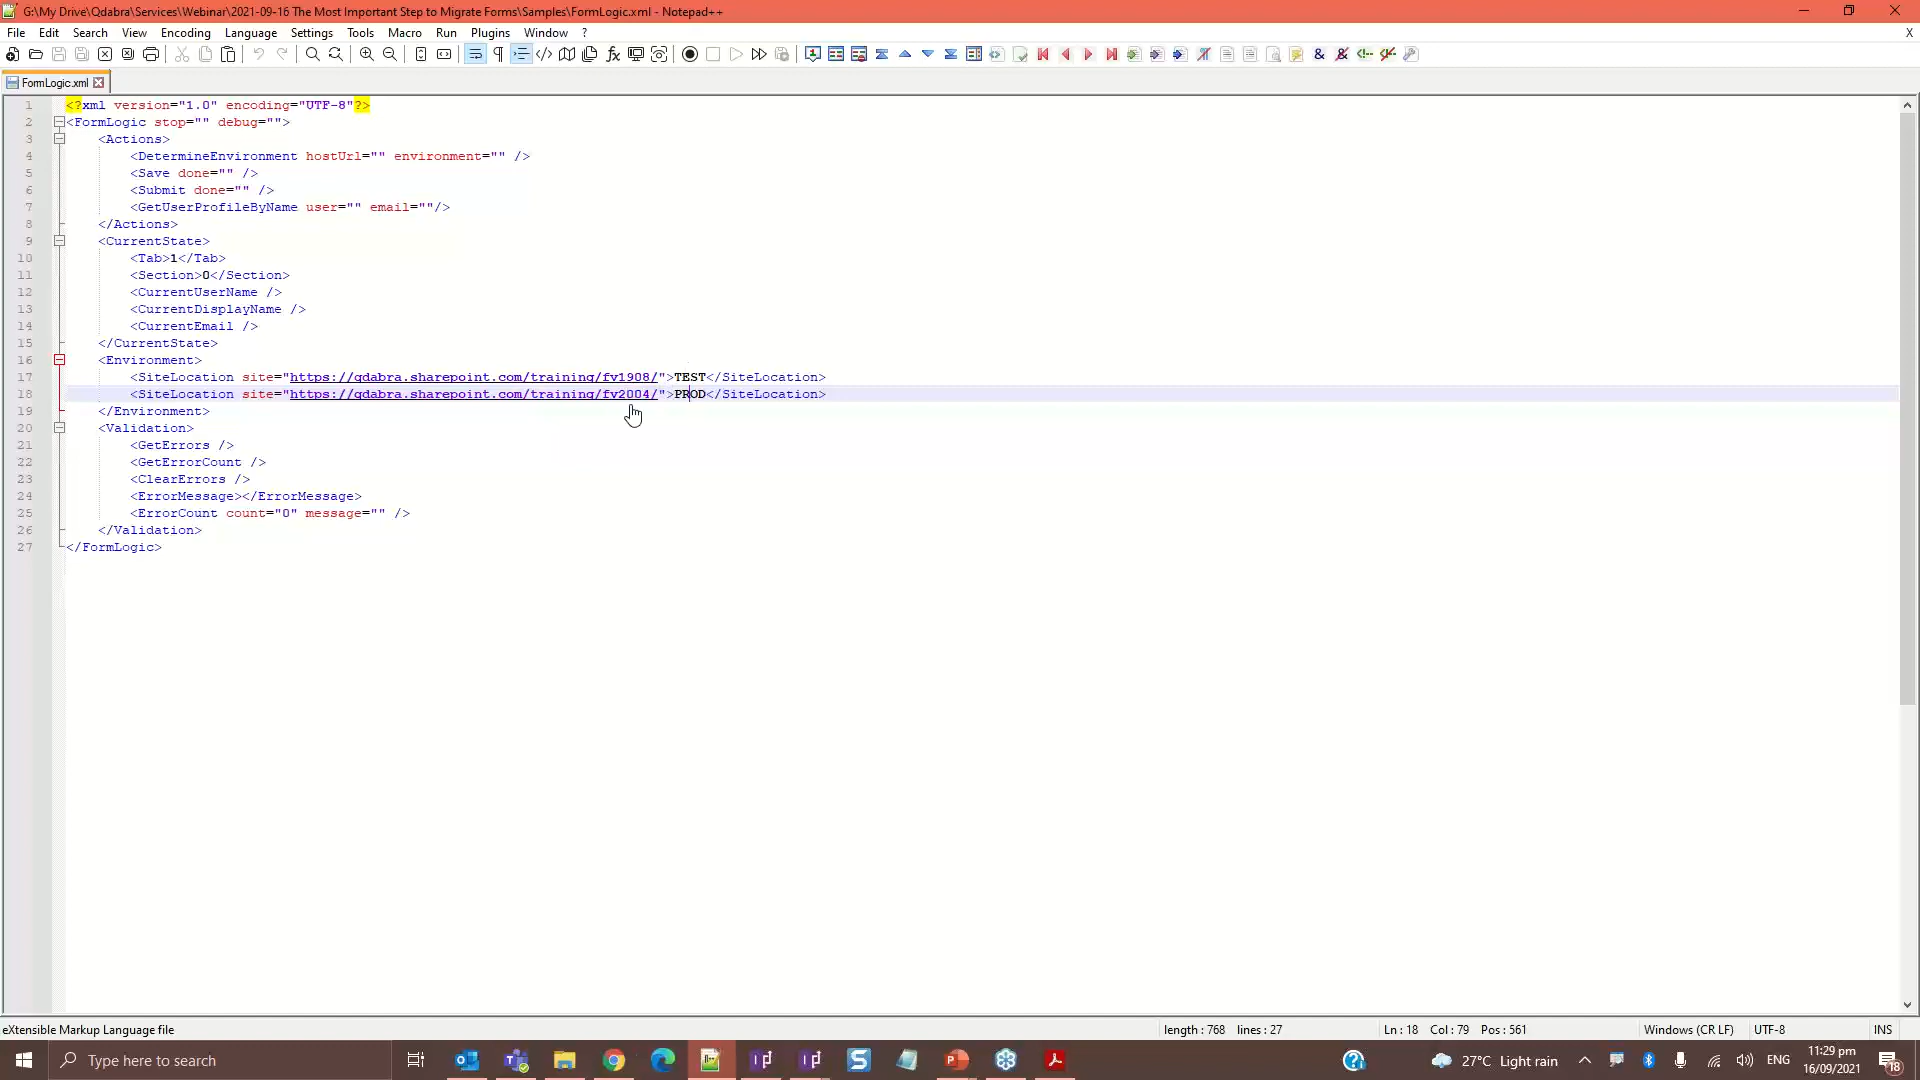 G:\My Drive\Qdabra\Services\Webinar\2021-09-16 The Most Important Step to Migrate Forms\Samples\FormLogic.xml - Notepad++
File Edit Search View Encoding Language Settings Tools Macro Run Plugins Window ? X
FormLogic.xml
1 <?xml version="1.0" encoding="UTF-8"?>
2 <FormLogic stop="" debug="">
3 <Actions>
4 <DetermineEnvironment hostUrl="" environment="" />
5 <Save done="" />
6 <Submit done="" />
7 <GetUserProfileByName user="" email=""/>
8 </Actions>
9 <CurrentState>
10 <Tab>1</Tab>
11 <Section>0</Section>
12 <CurrentUserName />
13 <CurrentDisplayName />
14 <CurrentEmail />
15 </CurrentState>
16 <Environment>
17 <SiteLocation site="https://qdabra.sharepoint.com/training/fv1908/">TEST</SiteLocation>
18 <SiteLocation site="https://qdabra.sharepoint.com/training/fv2004/">PROD</SiteLocation>
19 </Environment>
20 <Validation>
21 <GetErrors />
22 <GetErrorCount />
23 <ClearErrors />
24 <ErrorMessage></ErrorMessage>
25 <ErrorCount count="0" message="" />
26 </Validation>
27 </FormLogic>
eXtensible Markup Language file length : 768 lines : 27 Ln : 18 Col : 79 Pos : 561 Windows (CR LF) UTF-8 INS
Type here to search 27°C Light rain ENG 11:29 pm
16/09/2021 18